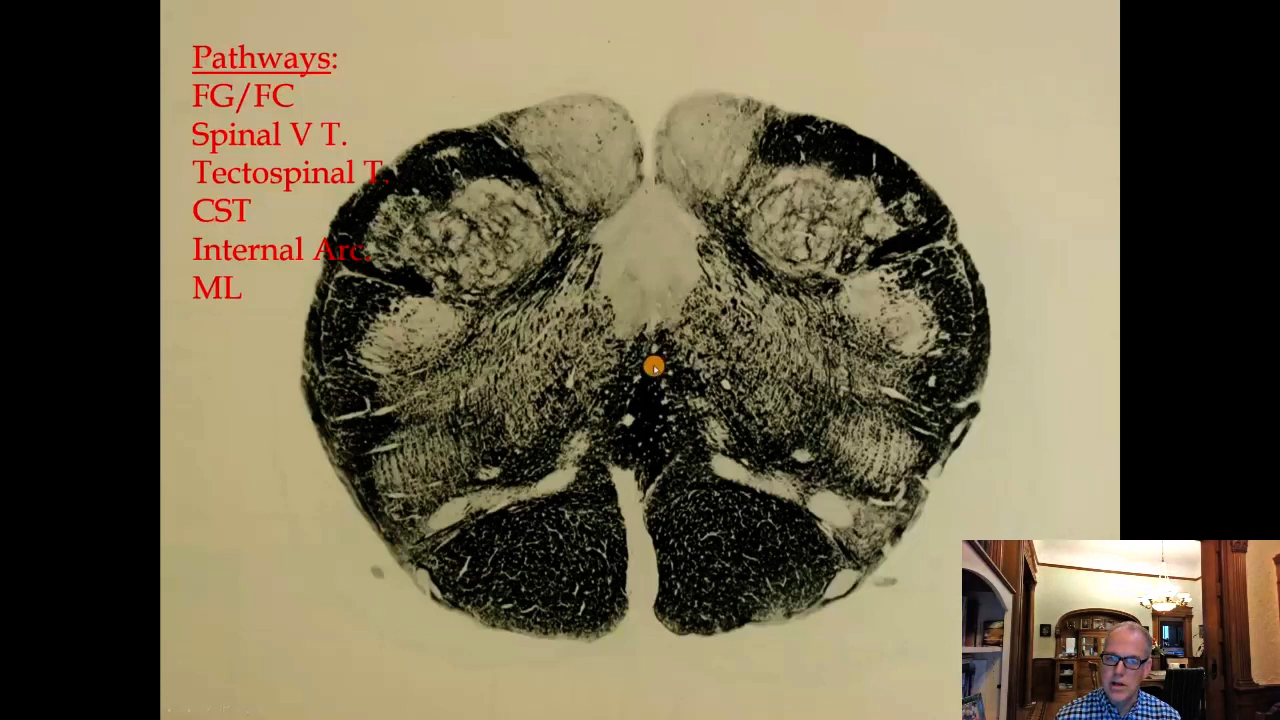 Pathways:
FG/FC
Spinal V T.
Tectospinal T.
CST
Internal Arc.
ML